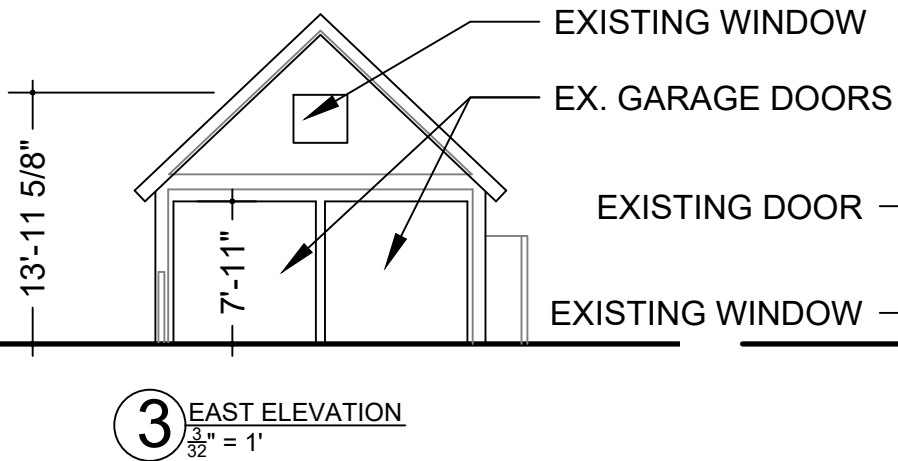 EXISTING WINDOW
EX. GARAGE DOORS
13'-11 5/8"
7'-11"
EXISTING DOOR
EXISTING WINDOW
3
EAST ELEVATION
3/32" = 1'